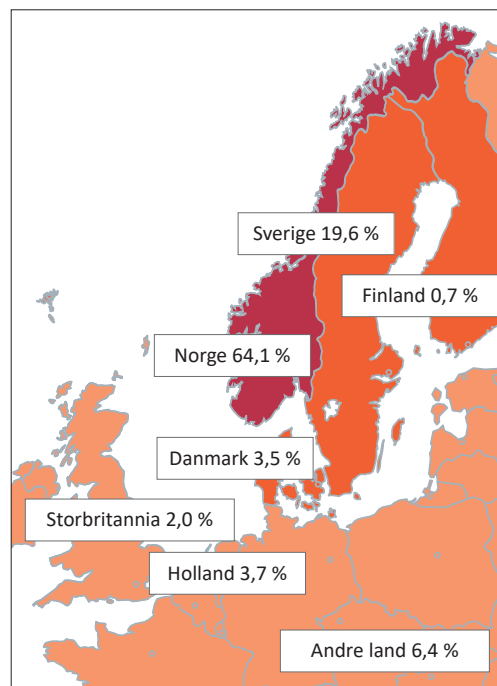 Sverige 19,6 %
Finland 0,7 %
Norge 64,1 %
Danmark 3,5 %
Storbritannia 2,0 %
Holland 3,7 %
Andre land 6,4 %